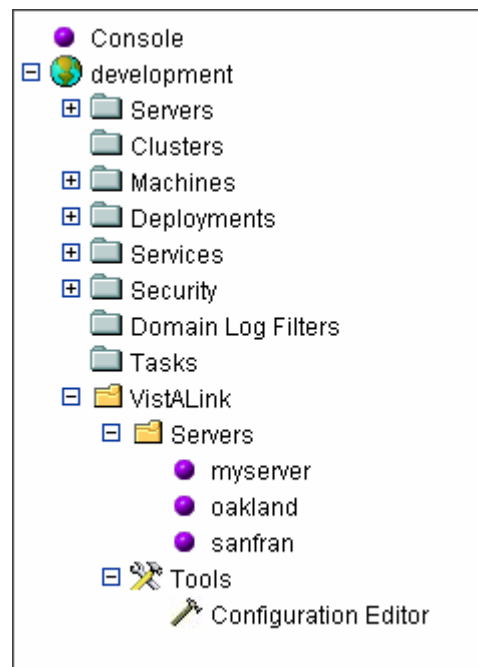 Console
development
Servers
Clusters
Machines
Deployments
Services
Security
Domain Log Filters
Tasks
VistALink
Servers
myserver
oakland
sanfran
Tools
Configuration Editor